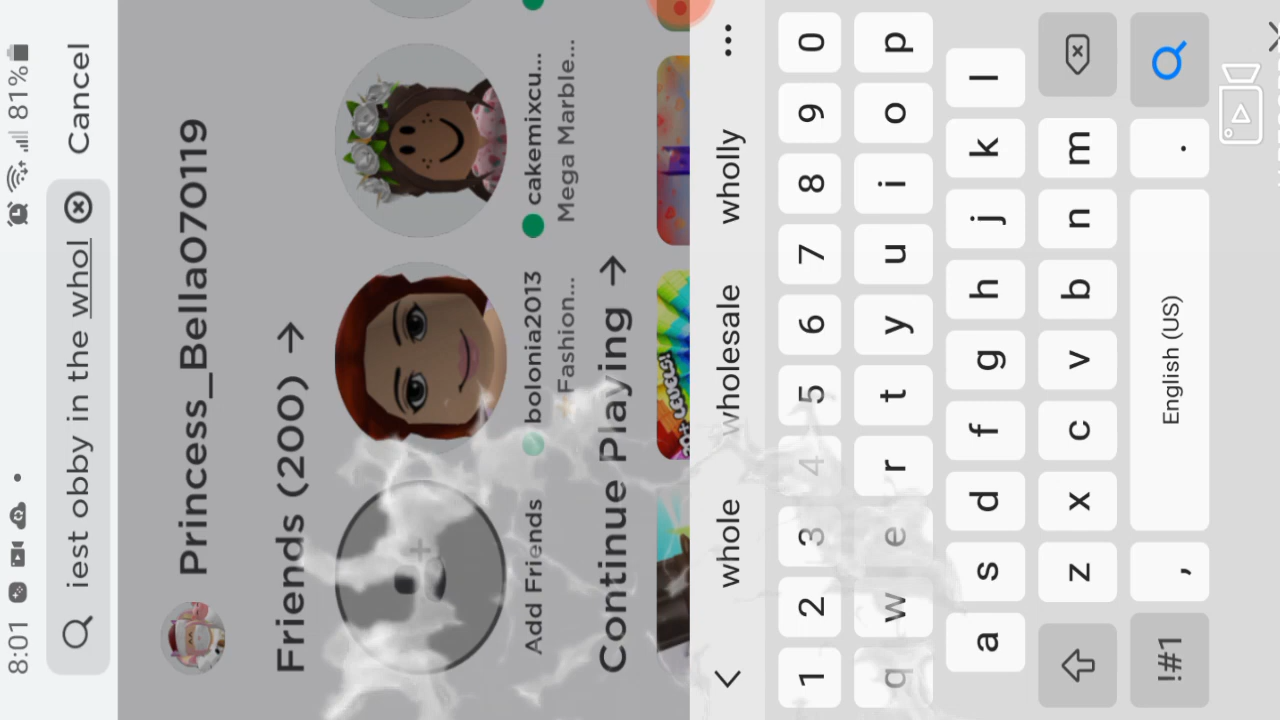 8:01 81%
iest obby in the whol Cancel
Princess_Bella070119
Friends (200) →
Add Friends bolonia2013 cakemixcu...
Fashion... Mega Marble...
Continue Playing →
whole wholesale wholly ...
1 2 3 4 5 6 7 8 9 0
q w e r t y u i o p
a s d f g h j k l
z x c v b n m
!#1 , English (US) .